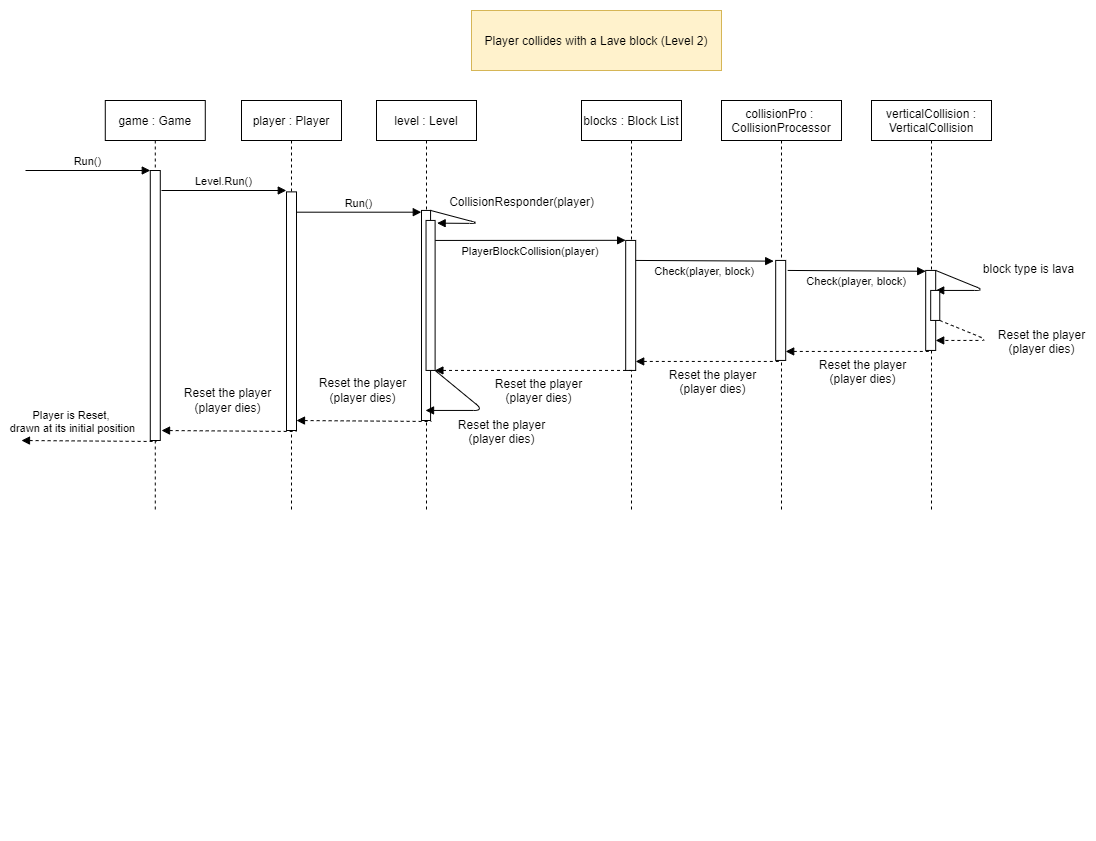 Player collides with a Lave block (Level 2)
game : Game
player : Player
level : Level
blocks : Block List
collisionPro :
CollisionProcessor
verticalCollision :
VerticalCollision
Run()
Level.Run()
Run()
CollisionResponder(player)
PlayerBlockCollision(player)
Check(player, block)
Check(player, block)
block type is lava
Reset the player
(player dies)
Reset the player
(player dies)
Reset the player
(player dies)
Reset the player
(player dies)
Reset the player
(player dies)
Reset the player
(player dies)
Reset the player
(player dies)
Player is Reset,
drawn at its initial position